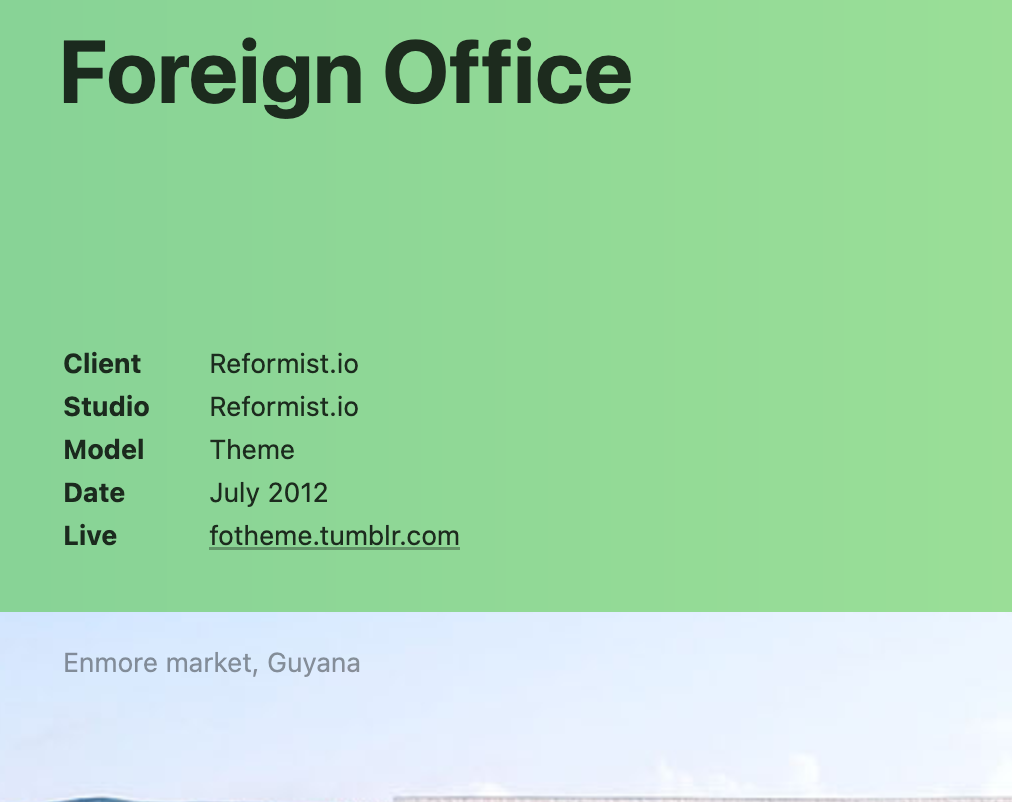 Foreign Office
Client Reformist.io
Studio Reformist.io
Model Theme
Date July 2012
Live fotheme.tumblr.com
Enmore market, Guyana